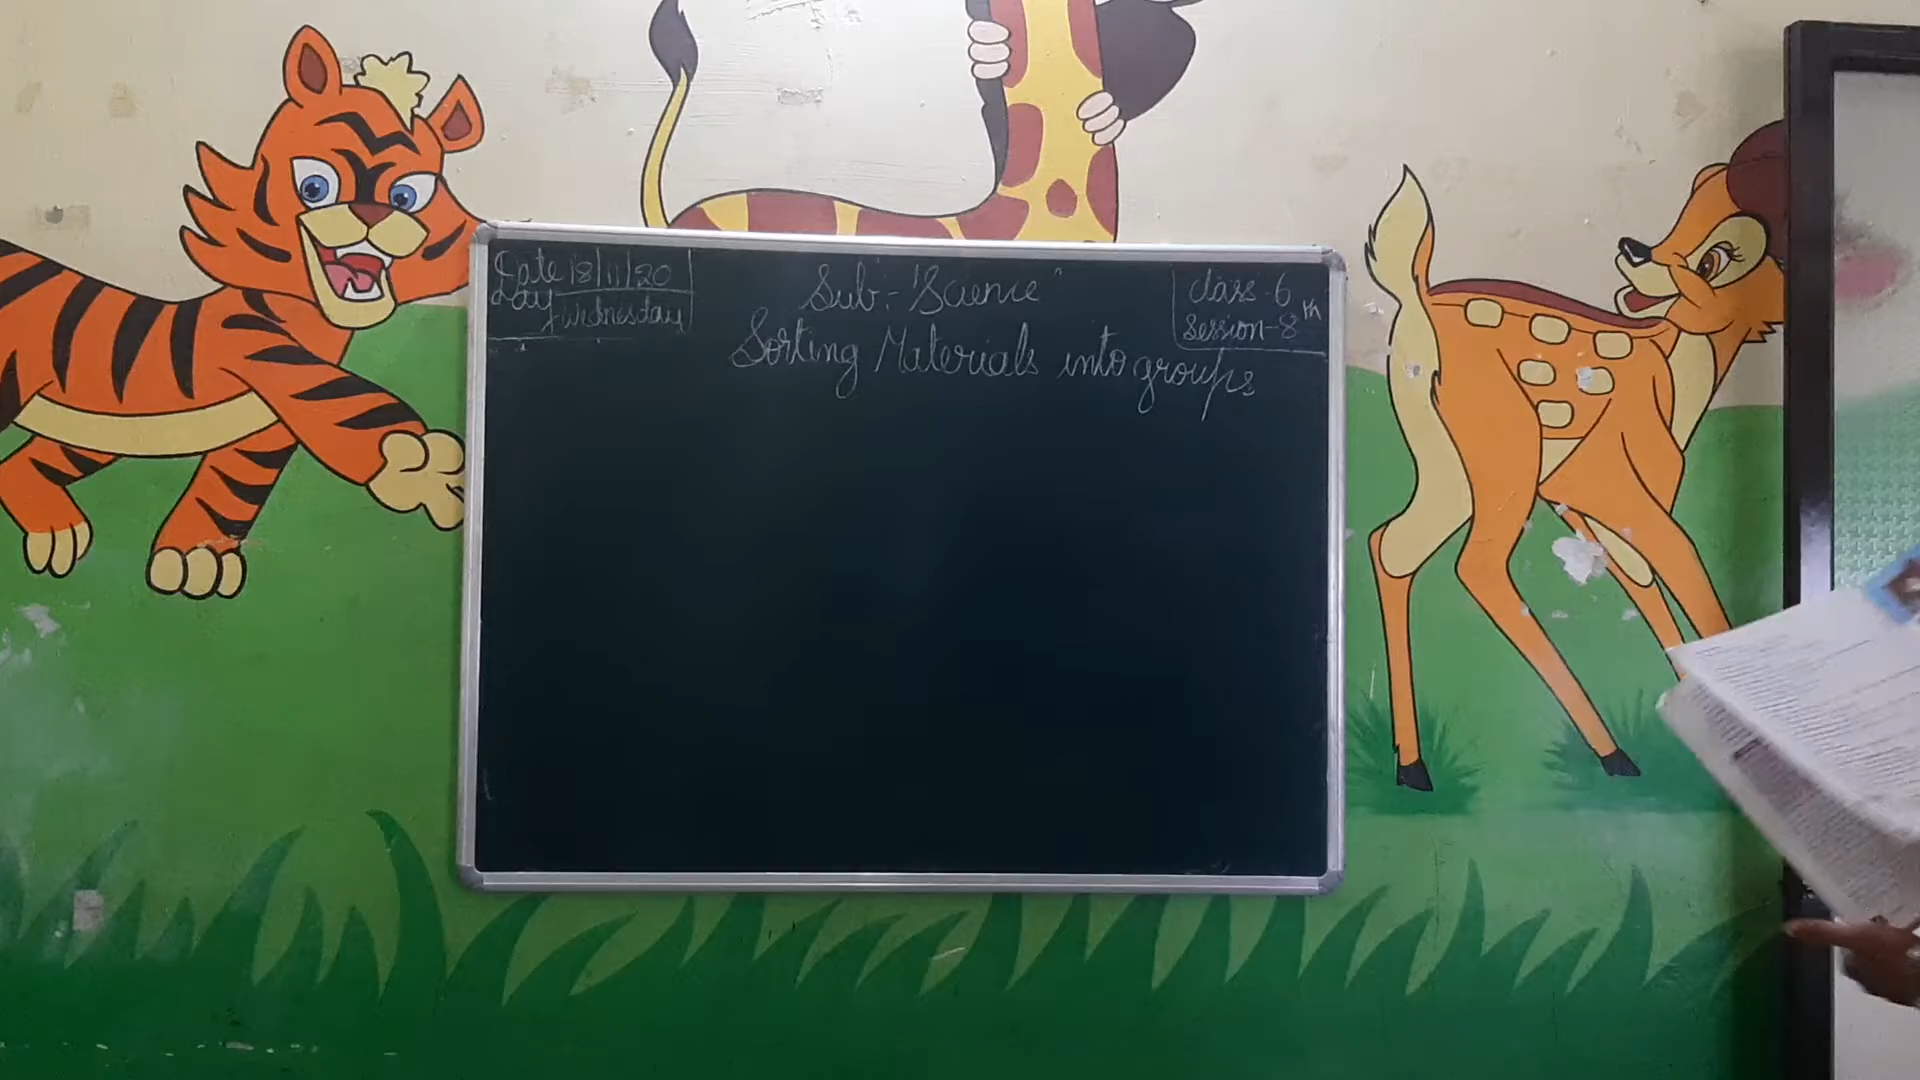 Date 18/11/20
Day Wednesday
Sub:- "Science"
Class-6
Session-8th
Sorting Materials into groups